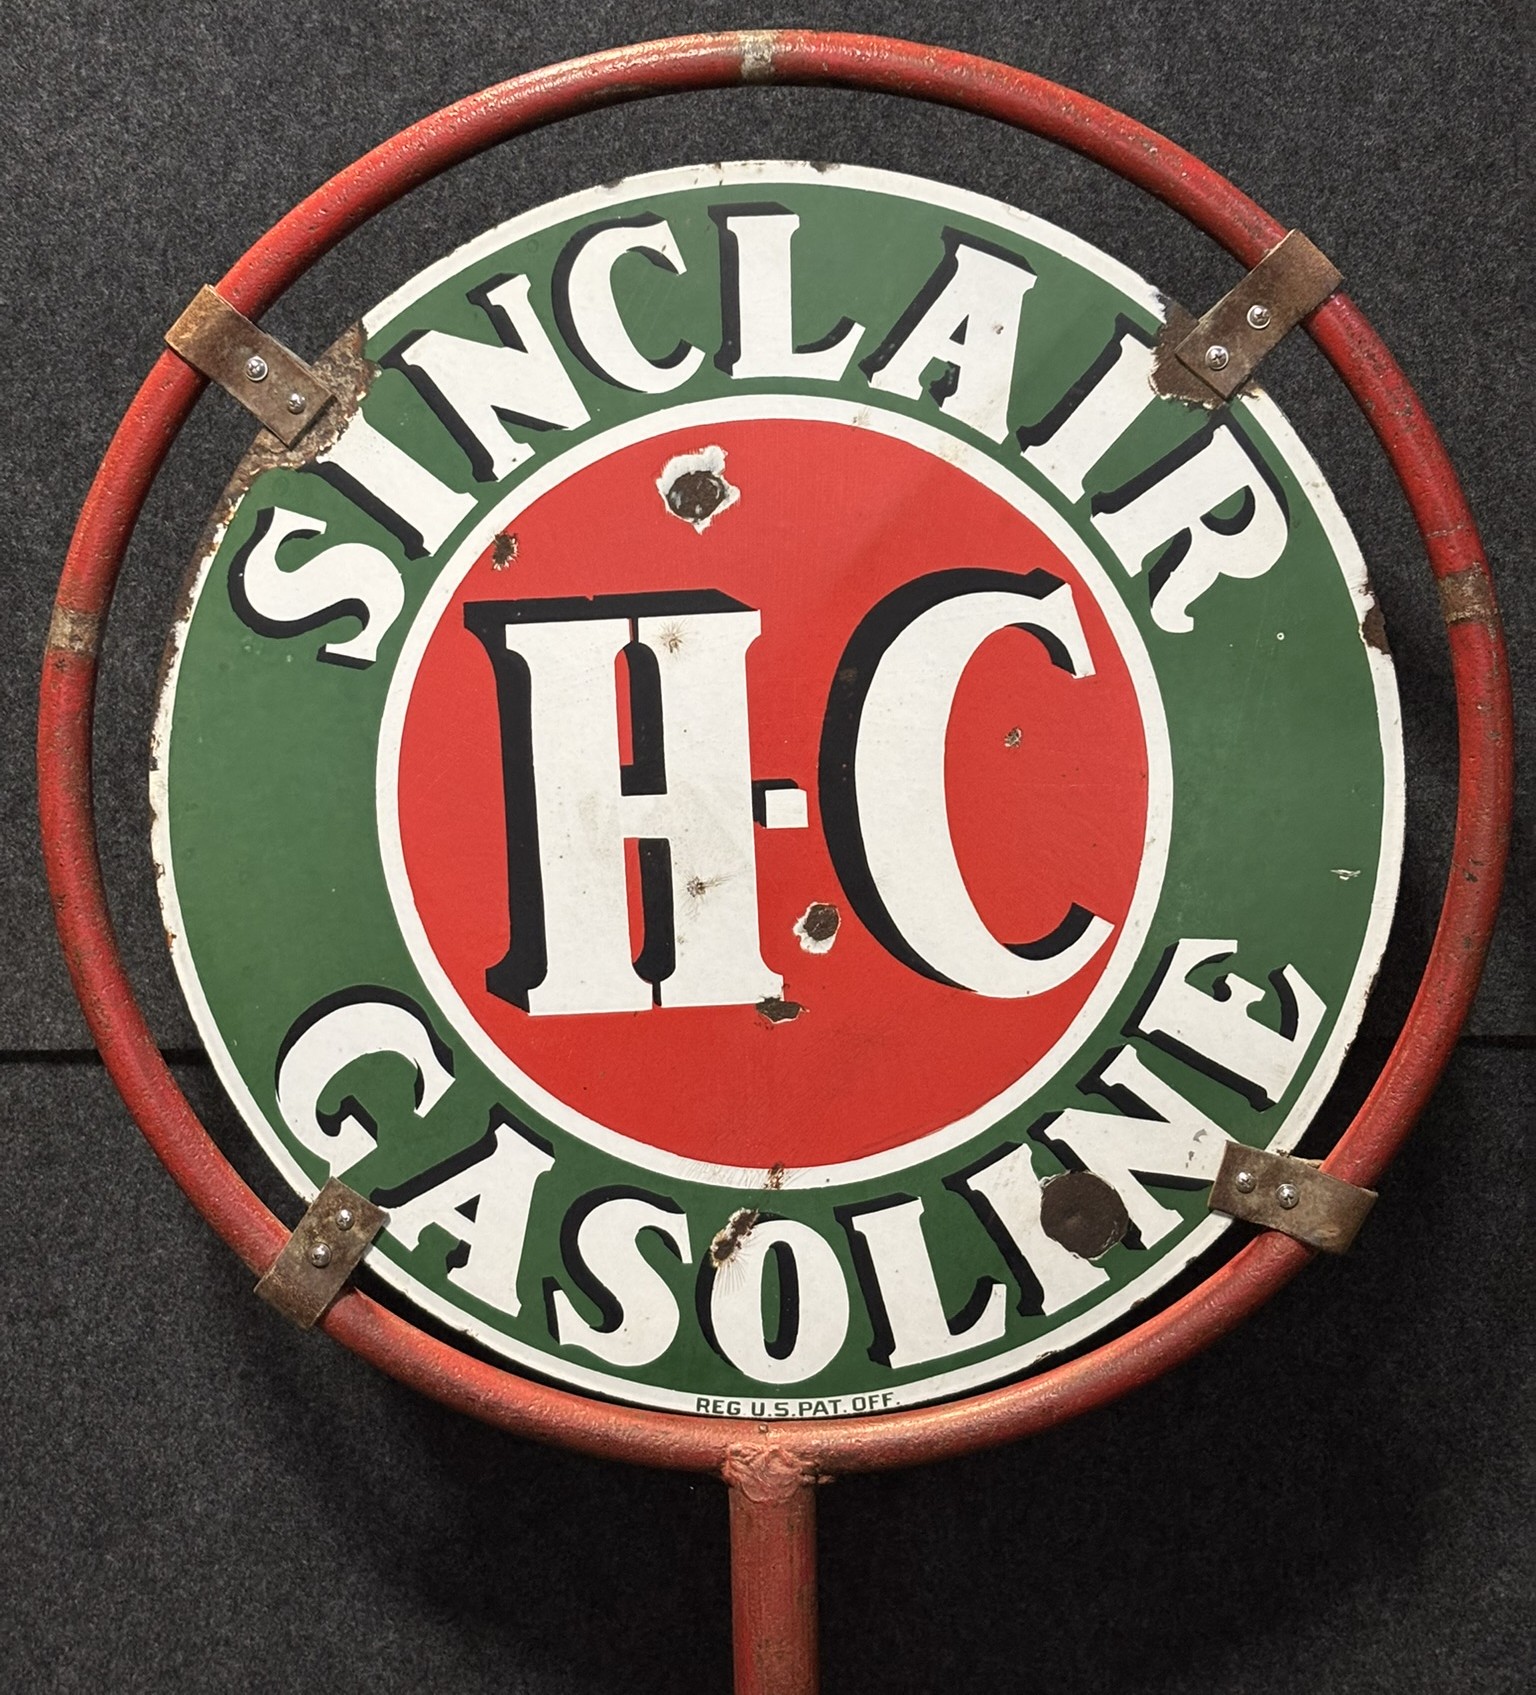 SINCLAIR
H-C
GASOLINE
REG. U.S. PAT. OFF.